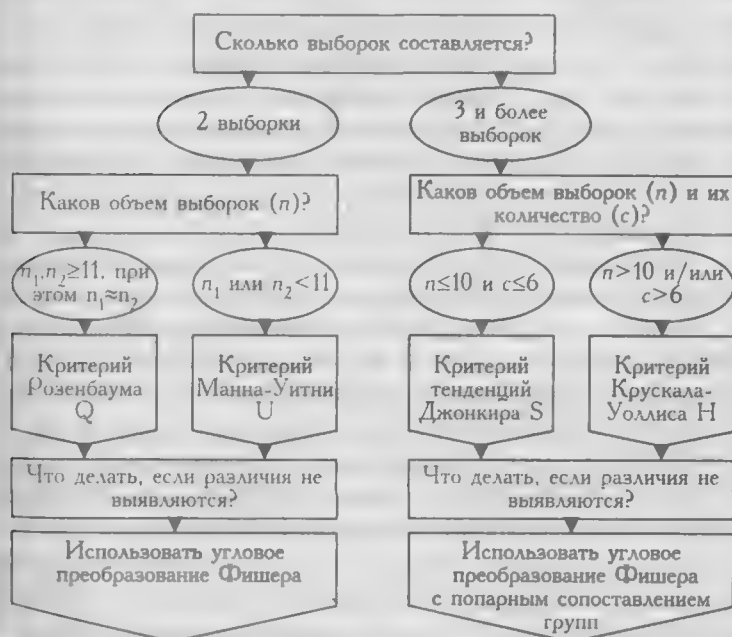 Сколько выборок составляется?
2 выборки
3 и более
выборок
Каков объем выборок (n)?
Каков объем выборок (n) и их
количество (c)?
n₁,n₂≥11, при
этом n₁≈n₂
n₁ или n₂<11
n≤10 и c≤6
n>10 и/или
c>6
Критерий
Розенбаума
Q
Критерий
Манна-Уитни
U
Критерий
тенденций
Джонкира S
Критерий
Крускала-
Уоллиса H
Что делать, если различия не
выявляются?
Что делать, если различия не
выявляются?
Использовать угловое
преобразование Фишера
Использовать угловое
преобразование Фишера
с попарным сопоставлением
групп